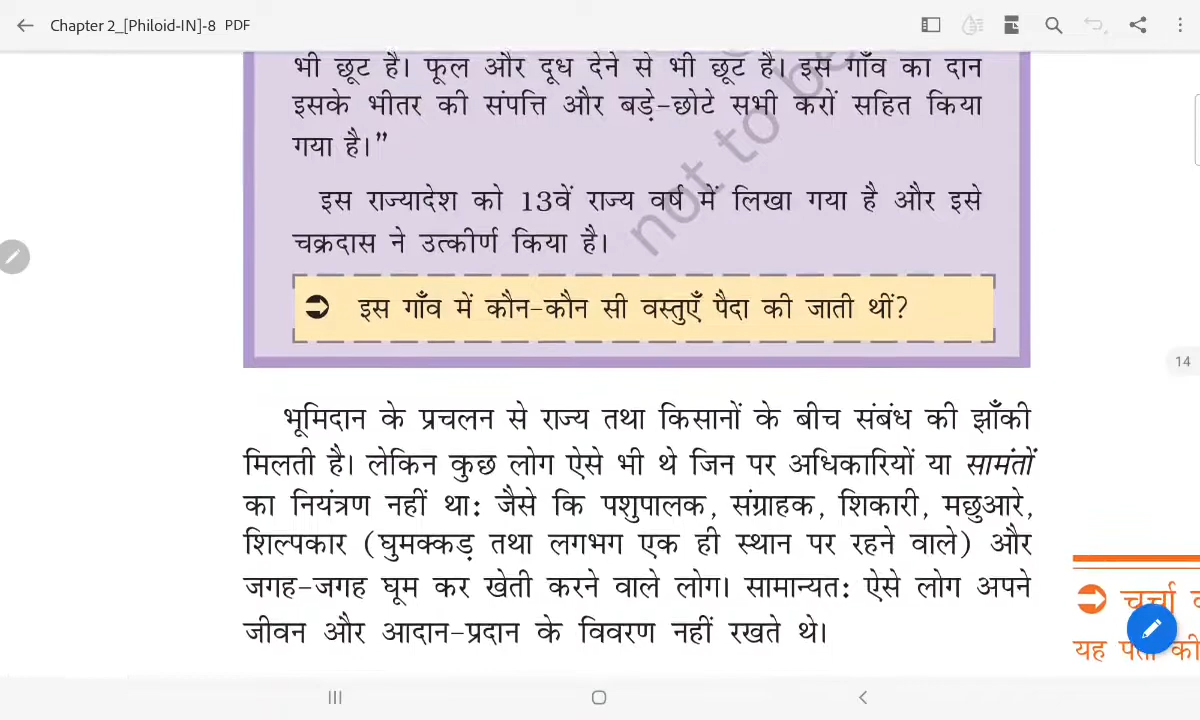 Chapter 2_[Philoid-IN]-8 PDF
भी छूट है। फूल और दूध देने से भी छूट है। इस गाँव का दान
इसके भीतर की संपत्ति और बड़े-छोटे सभी करों सहित किया
गया है।”
not to be
इस राज्यादेश को 13वें राज्य वर्ष में लिखा गया है और इसे
चक्रदास ने उत्कीर्ण किया है।
इस गाँव में कौन-कौन सी वस्तुएँ पैदा की जाती थीं?
14
भूमिदान के प्रचलन से राज्य तथा किसानों के बीच संबंध की झाँकी
मिलती है। लेकिन कुछ लोग ऐसे भी थे जिन पर अधिकारियों या सामंतों
का नियंत्रण नहीं था: जैसे कि पशुपालक, संग्राहक, शिकारी, मछुआरे,
शिल्पकार (घुमक्कड़ तथा लगभग एक ही स्थान पर रहने वाले) और
जगह-जगह घूम कर खेती करने वाले लोग। सामान्यत: ऐसे लोग अपने
जीवन और आदान-प्रदान के विवरण नहीं रखते थे।
चर्चा
यह